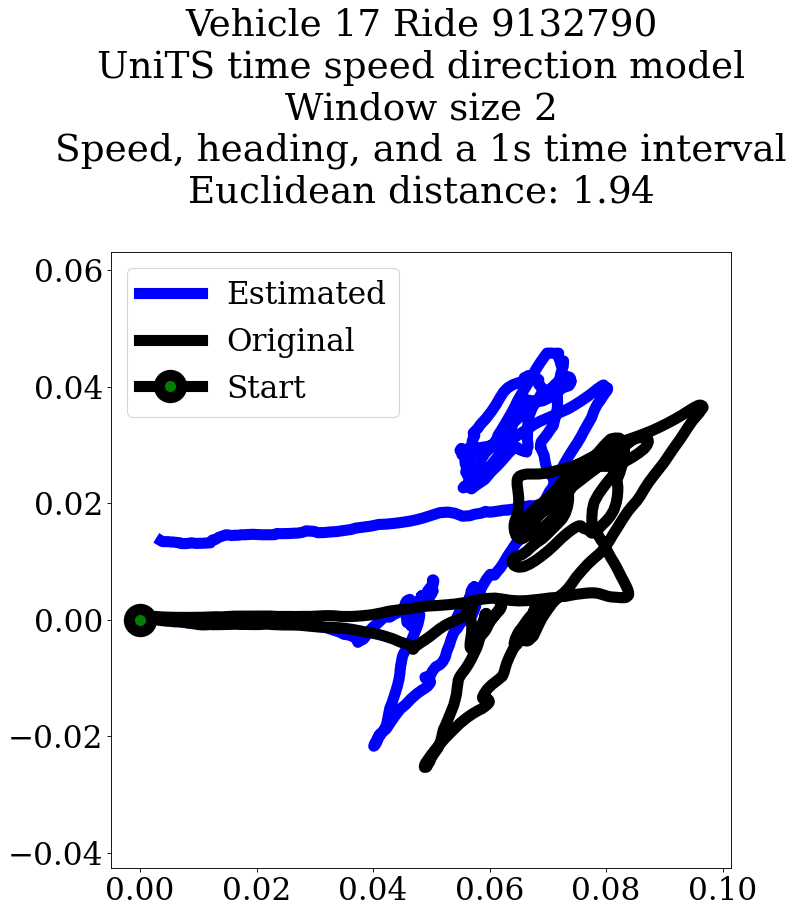 Vehicle 17 Ride 9132790
UniTS time speed direction model
Window size 2
Speed, heading, and a 1s time interval
Euclidean distance: 1.94
0.06
0.04
0.02
0.00
−0.02
−0.04
Estimated
Original
Start
0.00 0.02 0.04 0.06 0.08 0.10